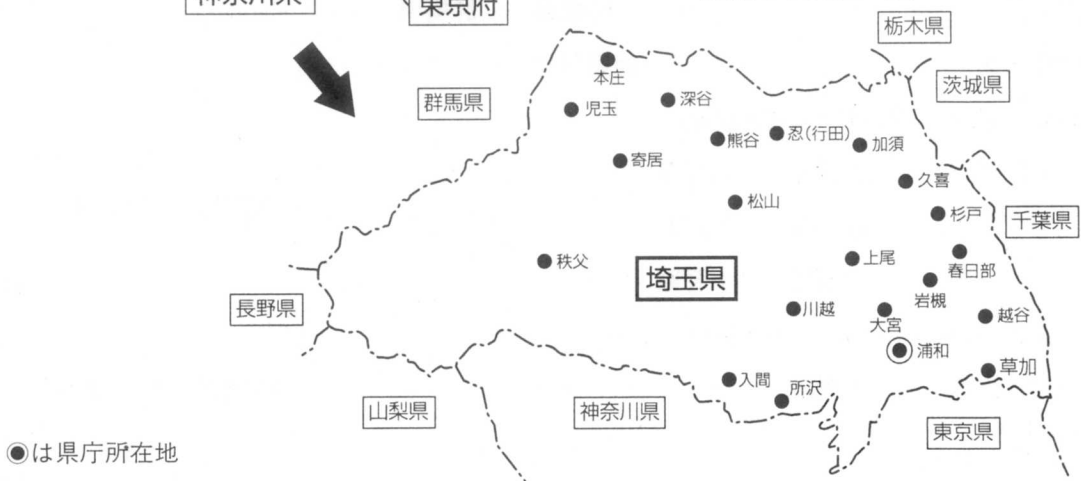 神奈川県
東京府
栃木県
茨城県
群馬県
本庄
児玉
深谷
熊谷
忍(行田)
加須
寄居
久喜
松山
杉戸
千葉県
秩父
埼玉県
上尾
春日部
岩槻
長野県
川越
大宮
越谷
浦和
入間
所沢
草加
山梨県
神奈川県
東京県
◉は県庁所在地